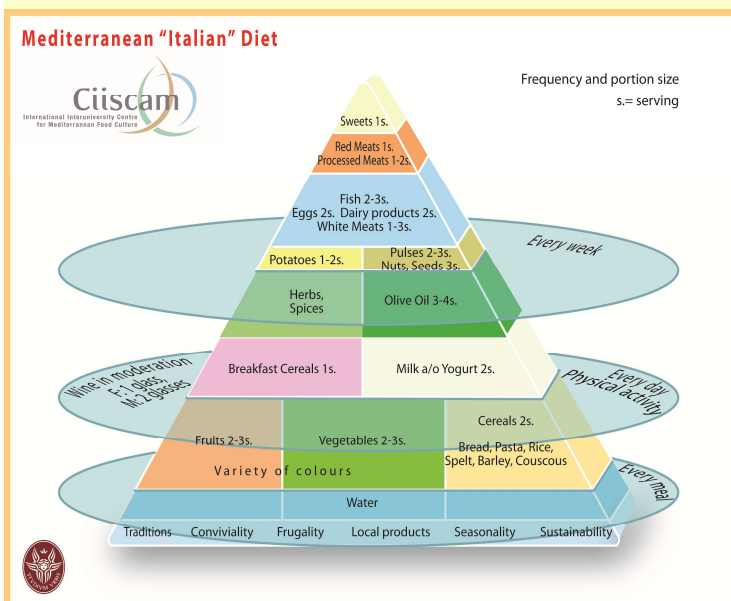 Mediterranean “Italian” Diet
Ciiscam
International Interuniversity Centre
for Mediterranean Food Culture
Frequency and portion size
s.= serving
Sweets 1s.
Red Meats 1s.
Processed Meats 1-2s.
Fish 2-3s.
Eggs 2s. Dairy products 2s.
White Meats 1-3s.
Every week
Potatoes 1-2s.
Pulses 2-3s.
Nuts, Seeds 3s.
Herbs,
Spices
Olive Oil 3-4s.
Wine in moderation
F:1 glass,
M:2 glasses
Breakfast Cereals 1s.
Milk a/o Yogurt 2s.
Every day
Physical activity
Fruits 2-3s.
Vegetables 2-3s.
Cereals 2s.
Bread, Pasta, Rice,
Spelt, Barley, Couscous
Variety of colours
Every meal
Water
Traditions Conviviality Frugality Local products Seasonality Sustainability